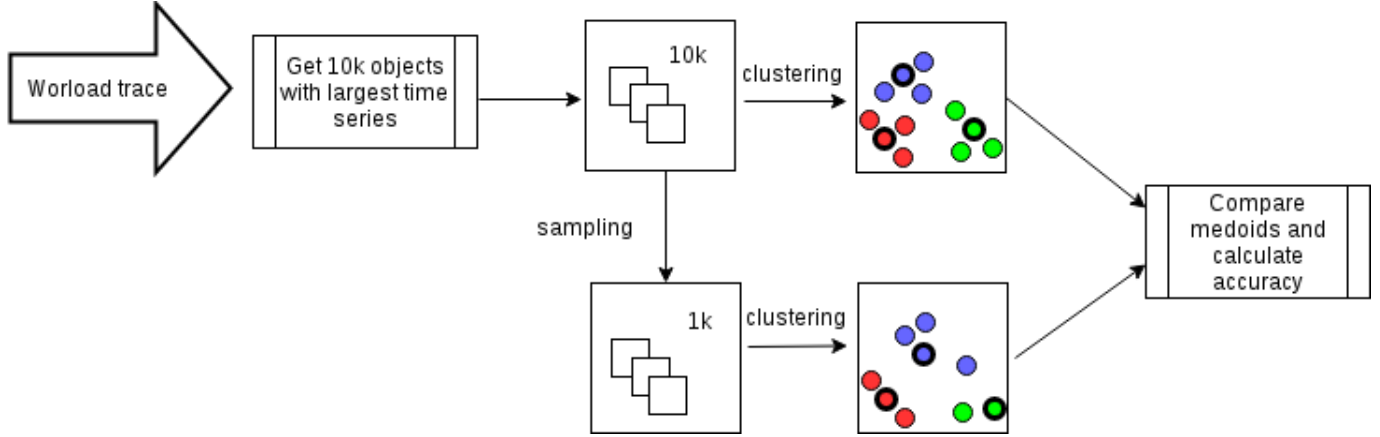 Worload trace
Get 10k objects
with largest time
series
10k
clustering
sampling
1k
clustering
Compare
medoids and
calculate
accuracy